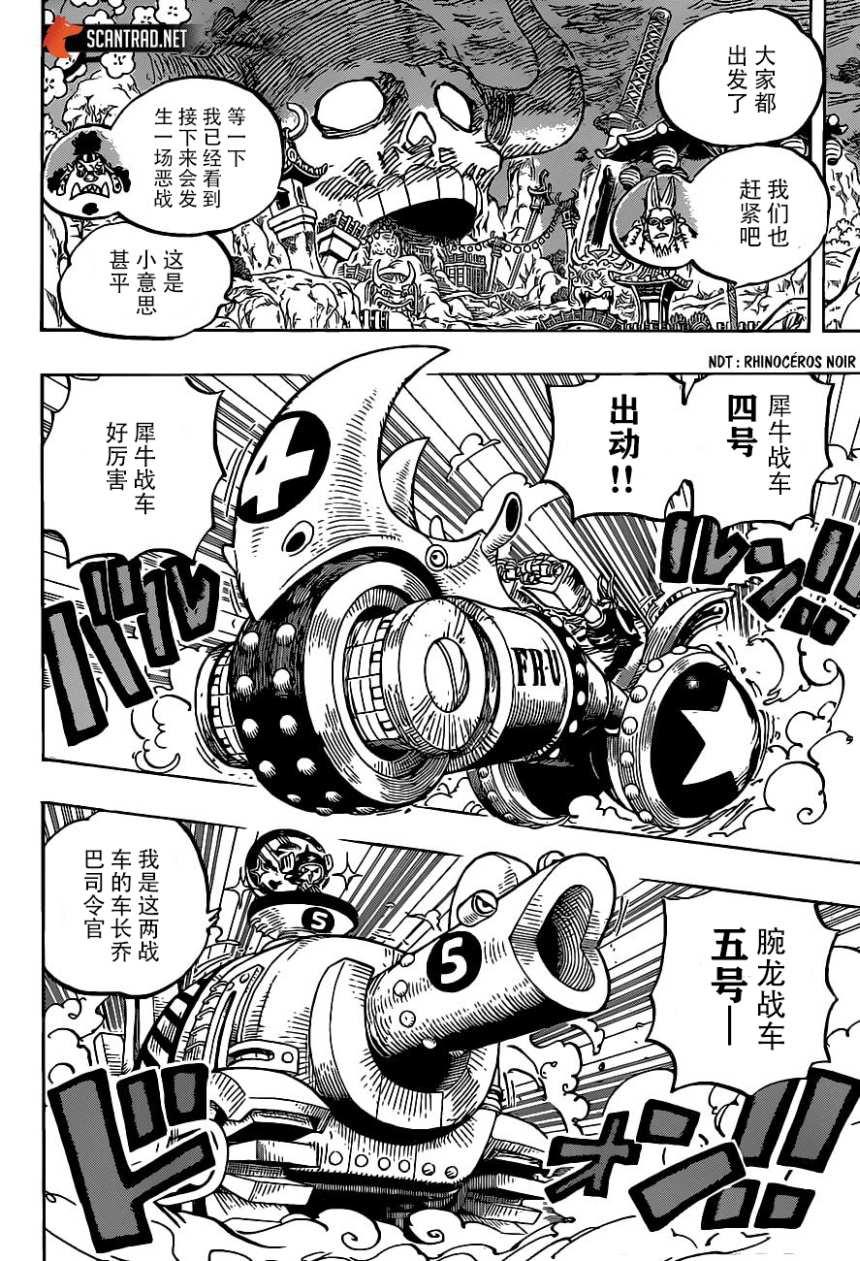 SCANTRAD.NET
大家都
出发了
我们也
赶紧吧
等一下
我已经看到
接下来会发
生一场恶战
这是
小意思
甚平
NDT : RHINOCÉROS NOIR
犀牛战车
四号
出动!!
犀牛战车
好厉害
ルンッ!!
バルル
4
FR-U
腕龙战车
五号—
我是这两战
车的车长乔
巴司令官
5
5
ドォンッ!!